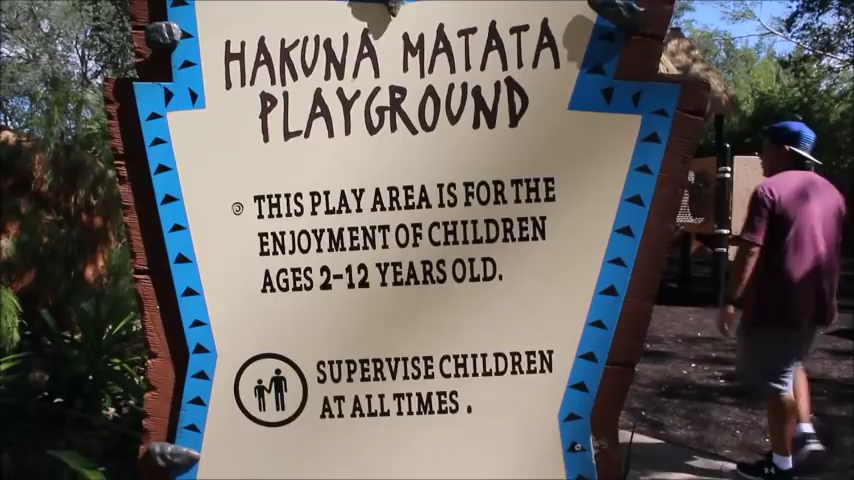 HAKUNA MATATA
PLAYGROUND
THIS PLAY AREA IS FOR THE
ENJOYMENT OF CHILDREN
AGES 2-12 YEARS OLD.
SUPERVISE CHILDREN
AT ALL TIMES.